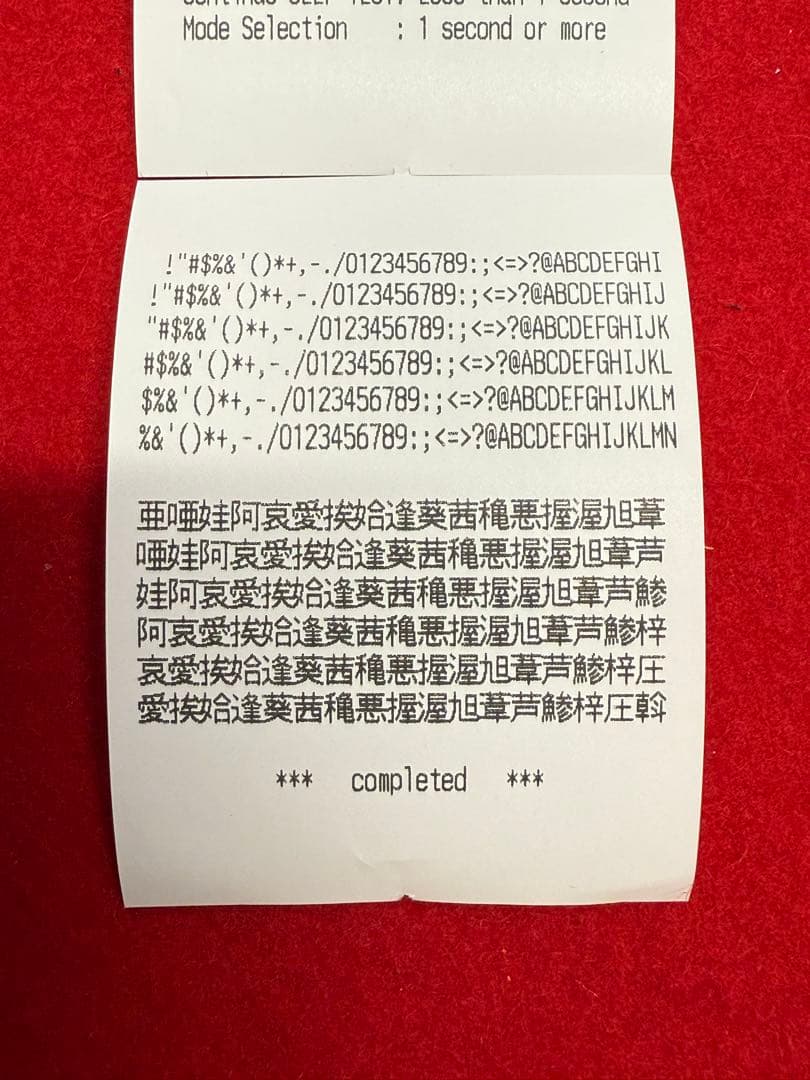 than 1 second
Mode Selection : 1 second or more
!"#$%&'()*+,-./0123456789:;<=>?@ABCDEFGHI
!"#$%&'()*+,-./0123456789:;<=>?@ABCDEFGHIJ
"#$%&'()*+,-./0123456789:;<=>?@ABCDEFGHIJK
#$%&'()*+,-./0123456789:;<=>?@ABCDEFGHIJKL
$%&'()*+,-./0123456789:;<=>?@ABCDEFGHIJKLM
%&'()*+,-./0123456789:;<=>?@ABCDEFGHIJKLMN
亜唖娃阿哀愛挨姶逢葵茜穐悪握渥旭葦
唖娃阿哀愛挨姶逢葵茜穐悪握渥旭葦芦
娃阿哀愛挨姶逢葵茜穐悪握渥旭葦芦鯵
阿哀愛挨姶逢葵茜穐悪握渥旭葦芦鯵梓
哀愛挨姶逢葵茜穐悪握渥旭葦芦鯵梓圧
愛挨姶逢葵茜穐悪握渥旭葦芦鯵梓圧斡
*** completed ***